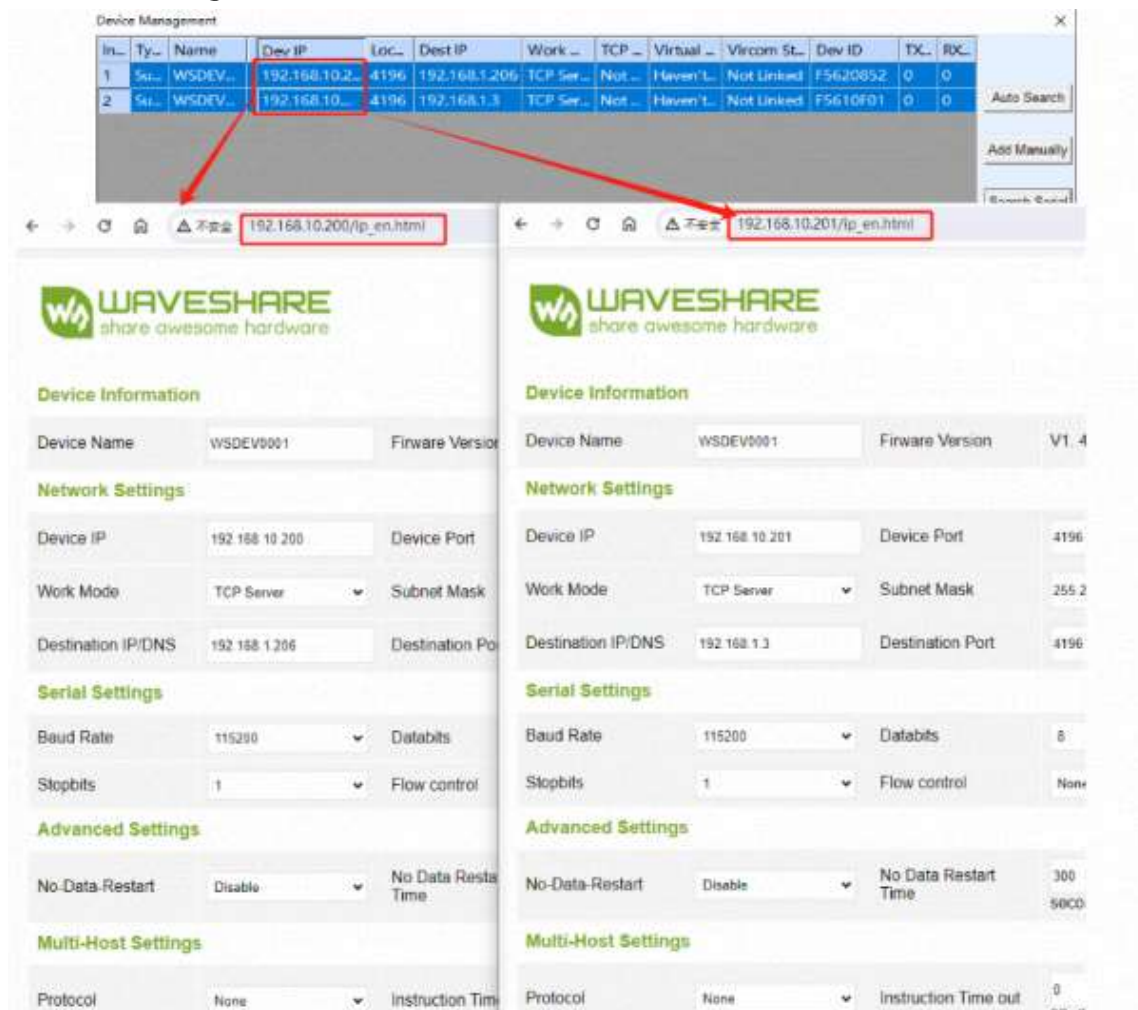 Device Management
In... Ty... Name Dev IP Loc... Dest IP Work ... TCP ... Virtual ... Vircom St... Dev ID TX... RX...
1 Su... WSDEV... 192.168.10.2... 4196 192.168.1.206 TCP Ser... Not ... Haven't... Not Linked F5620852 0 0
2 Su... WSDEV... 192.168.10.... 4196 192.168.1.3 TCP Ser... Not ... Haven't... Not Linked F5610F01 0 0
Auto Search
Add Manually
Search Serial
不安全 192.168.10.200/ip_en.html
WAVESHARE
share awesome hardware
Device Information
Device Name WSDEV0001 Firware Version
Network Settings
Device IP 192.168.10.200 Device Port
Work Mode TCP Server Subnet Mask
Destination IP/DNS 192.168.1.206 Destination Po
Serial Settings
Baud Rate 115200 Databits
Stopbits 1 Flow control
Advanced Settings
No-Data-Restart Disable No Data Resta
Time
Multi-Host Settings
Protocol None Instruction Tim
不安全 192.168.10.201/ip_en.html
WAVESHARE
share awesome hardware
Device Information
Device Name WSDEV0001 Firware Version V1. 4
Network Settings
Device IP 192.168.10.201 Device Port 4196
Work Mode TCP Server Subnet Mask 255.2
Destination IP/DNS 192.168.1.3 Destination Port 4196
Serial Settings
Baud Rate 115200 Databits 8
Stopbits 1 Flow control None
Advanced Settings
No-Data-Restart Disable No Data Restart 300
Time seco
Multi-Host Settings
Protocol None Instruction Time out 0